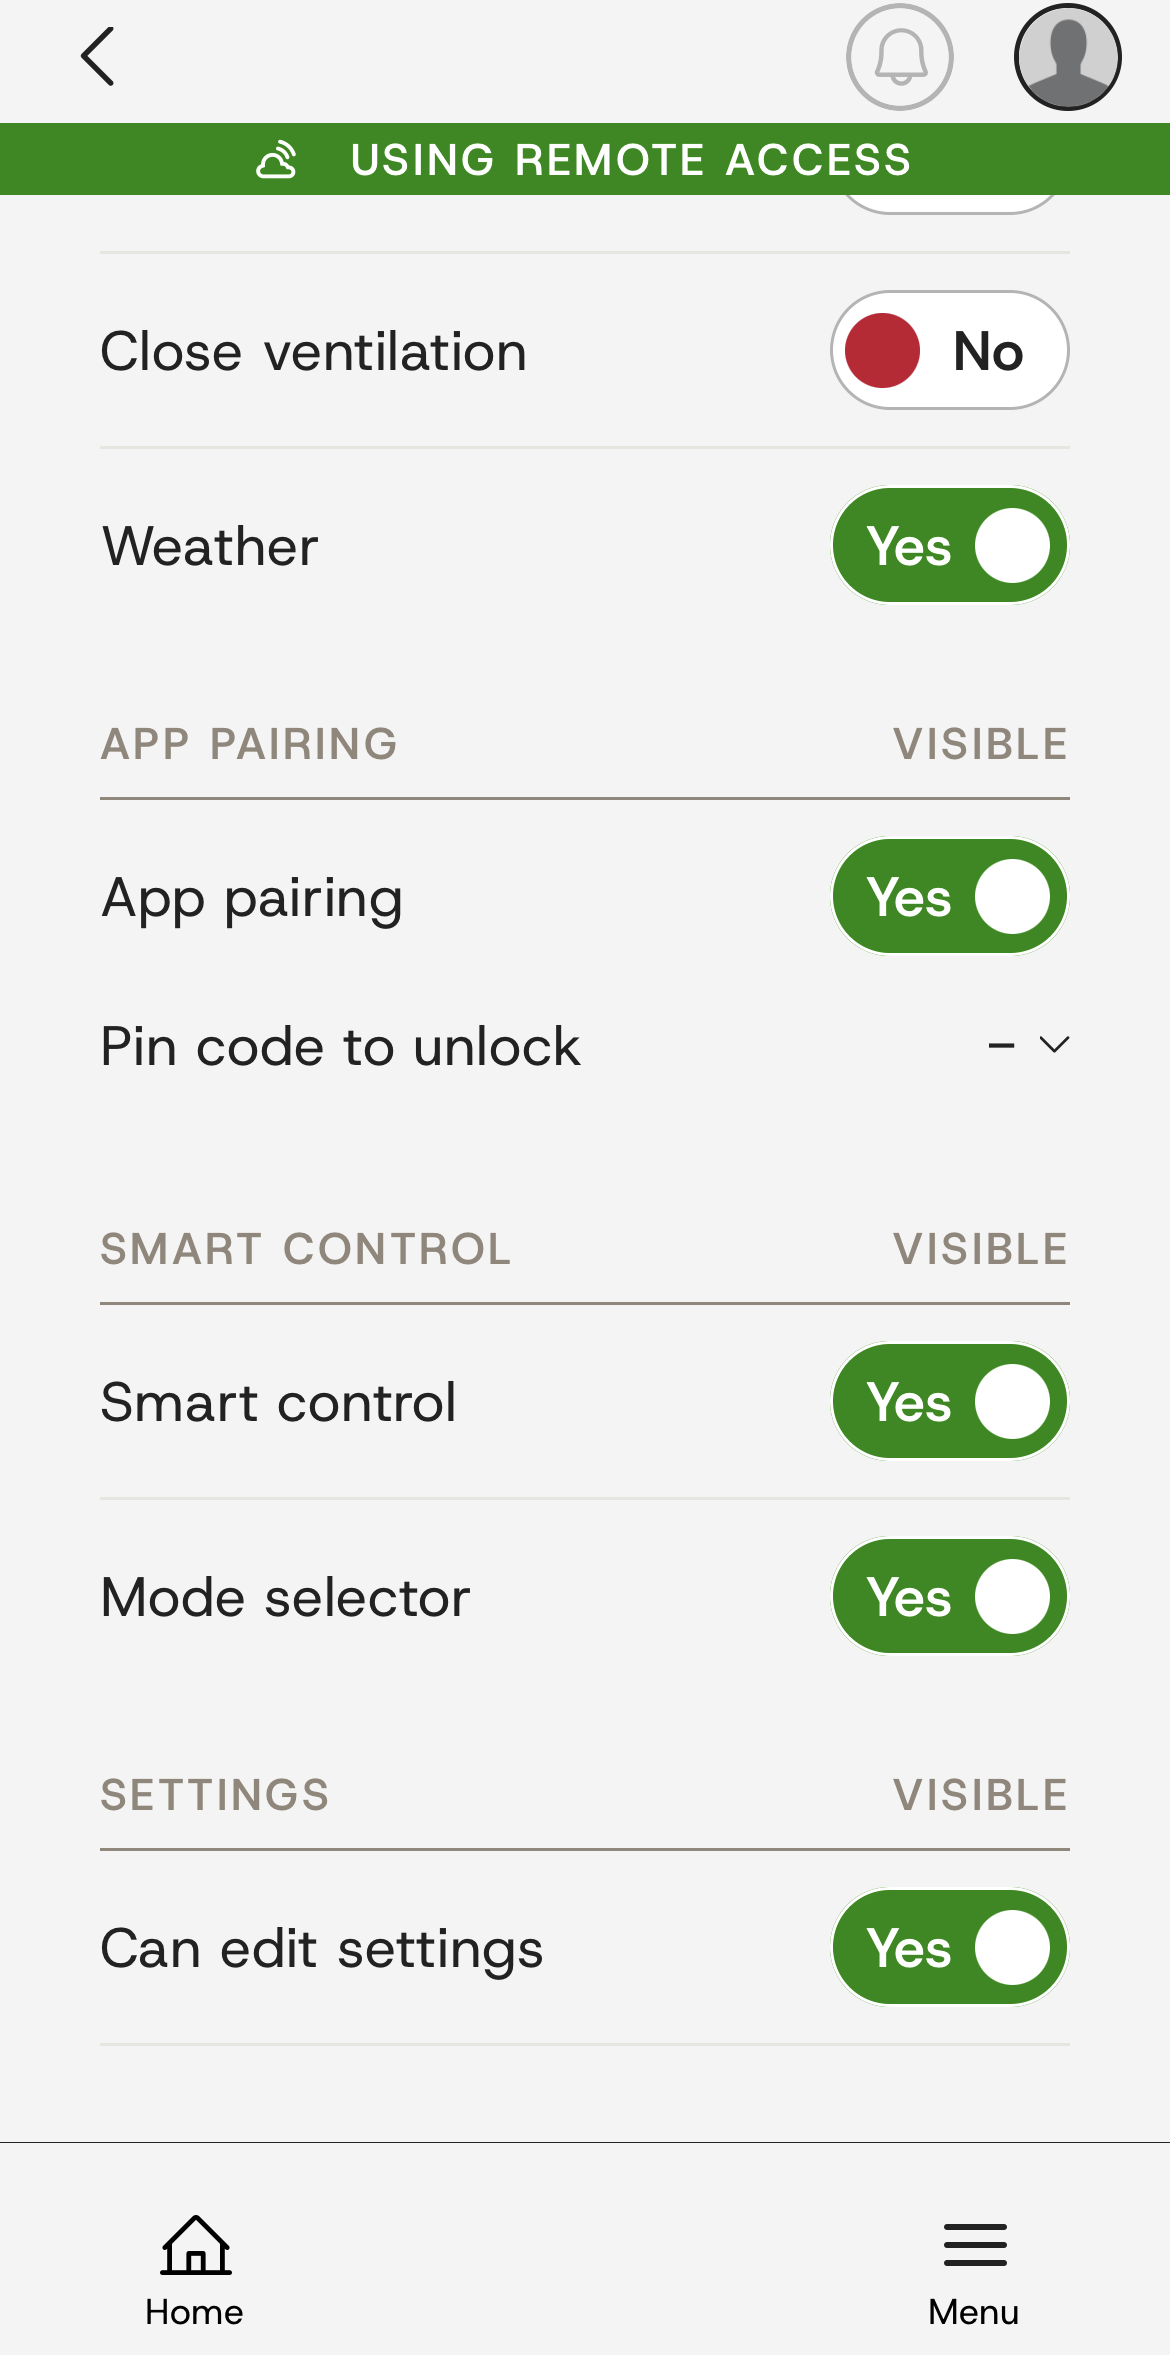 USING REMOTE ACCESS
Close ventilation No
Weather Yes
APP PAIRING VISIBLE
App pairing Yes
Pin code to unlock –
SMART CONTROL VISIBLE
Smart control Yes
Mode selector Yes
SETTINGS VISIBLE
Can edit settings Yes
Home Menu